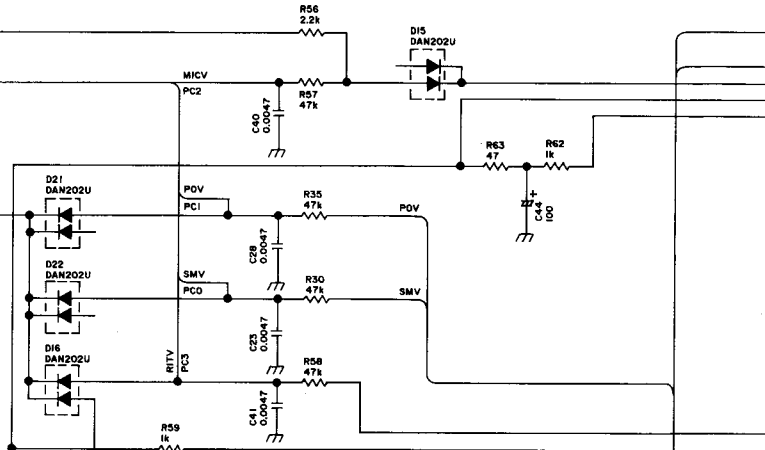 R56
2.2k
D15
DAN202U
MICV
PC2
R57
47k
C40
0.0047
R63
47
R62
1k
D21
DAN202U
POV
PC1
R35
47k
POV
+
C44
100
C28
0.0047
D22
DAN202U
SMV
PC0
R30
47k
SMV
C23
0.0047
D16
DAN202U
RITV
PC3
R58
47k
C41
0.0047
R59
1k